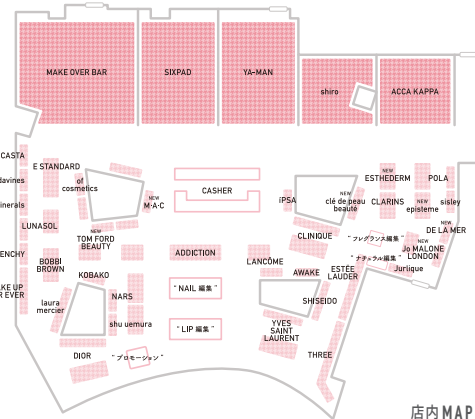 MAKE OVER BAR
SIXPAD
YA-MAN
shiro
ACCA KAPPA
CASTA
davines
inerals
E STANDARD
of
cosmetics
NEW
M·A·C
CASHER
iPSA
NEW
clé de peau
beauté
NEW
ESTHEDERM
POLA
CLARINS
NEW
episteme
sisley
NEW
DE LA MER
LUNASOL
NEW
TOM FORD
BEAUTY
ADDICTION
CLINIQUE
LANCÔME
"フレグランス編集"
"ナチュラル編集"
NEW
Jo MALONE
LONDON
Jurlique
ENCHY
BOBBI
BROWN
KOBAKO
"NAIL 編集"
AWAKE
ESTÉE
LAUDER
AKE UP
R EVER
laura
mercier
NARS
shu uemura
"LIP 編集"
SHISEIDO
YVES
SAINT
LAURENT
DIOR
"プロモーション"
THREE
店内MAP